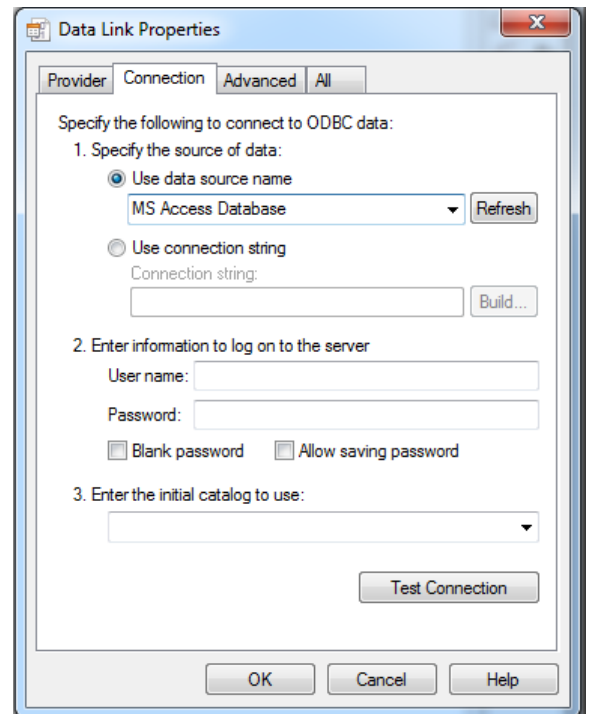 Data Link Properties
Provider Connection Advanced All
Specify the following to connect to ODBC data:
1. Specify the source of data:
Use data source name
MS Access Database Refresh
Use connection string
Connection string:
Build...
2. Enter information to log on to the server
User name:
Password:
Blank password Allow saving password
3. Enter the initial catalog to use:
Test Connection
OK Cancel Help